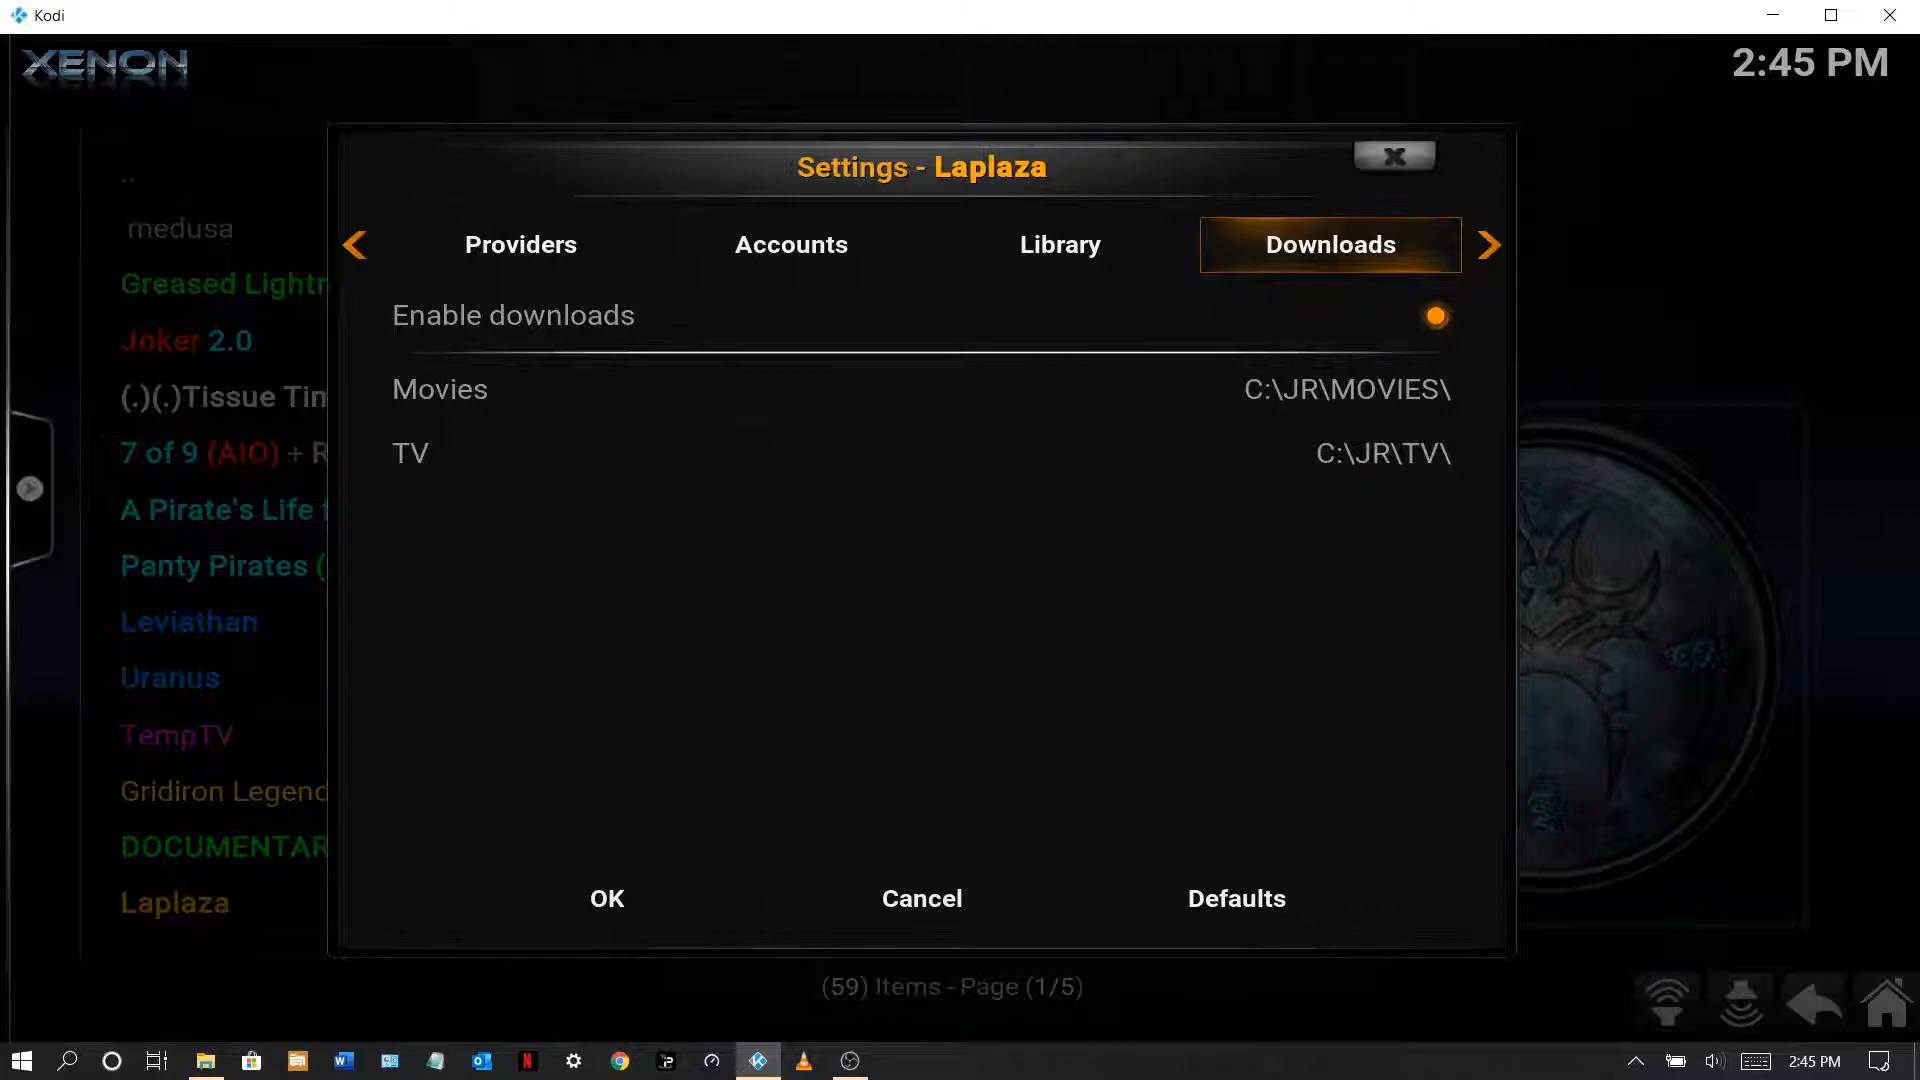 Kodi
XENON
2:45 PM
Settings - Laplaza
Providers
Accounts
Library
Downloads
Enable downloads
Movies
C:\JR\MOVIES\
TV
C:\JR\TV\
OK
Cancel
Defaults
..
medusa
Greased Lightn
Joker 2.0
(.)(.)Tissue Tim
7 of 9 (AIO) + R
A Pirate's Life f
Panty Pirates (
Leviathan
Uranus
TempTV
Gridiron Legend
DOCUMENTAR
Laplaza
(59) Items - Page (1/5)
2:45 PM